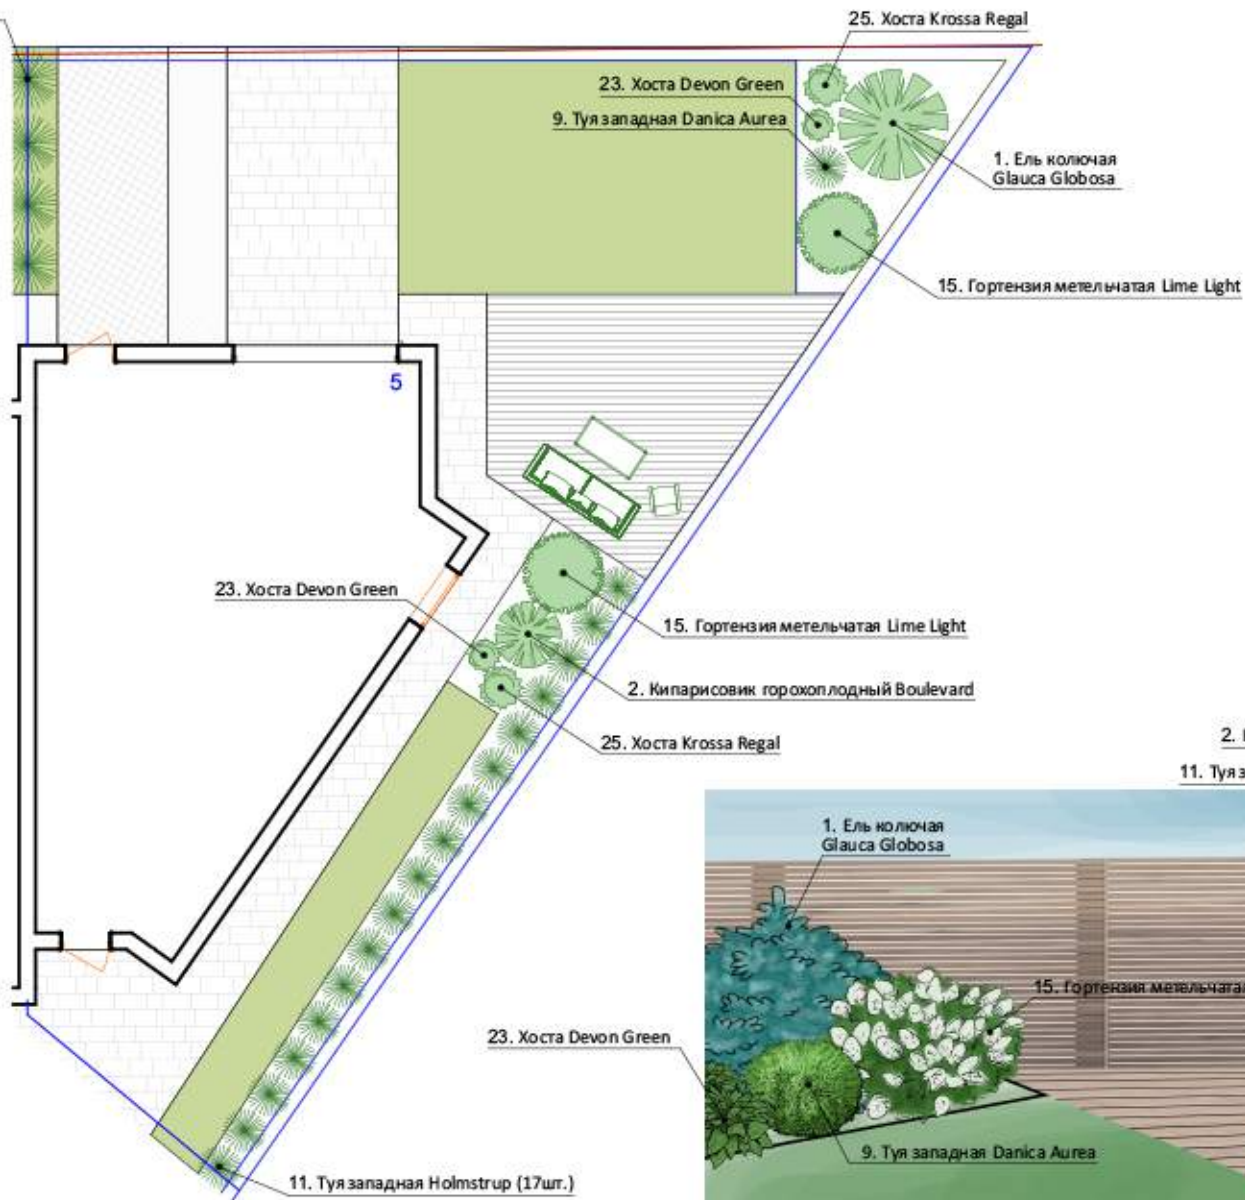 25. Хоста Krossa Regal
23. Хоста Devon Green
9. Туя западная Danica Aurea
1. Ель колючая
Glauca Globosa
15. Гортензия метельчатая Lime Light
5
23. Хоста Devon Green
15. Гортензия метельчатая Lime Light
2. Кипарисовик горохоплодный Boulevard
25. Хоста Krossa Regal
2.
11. Туя
1. Ель колючая
Glauca Globosa
15. Гортензия
23. Хоста Devon Green
9. Туя западная Danica Aurea
11. Туя западная Holmstrup (17шт.)